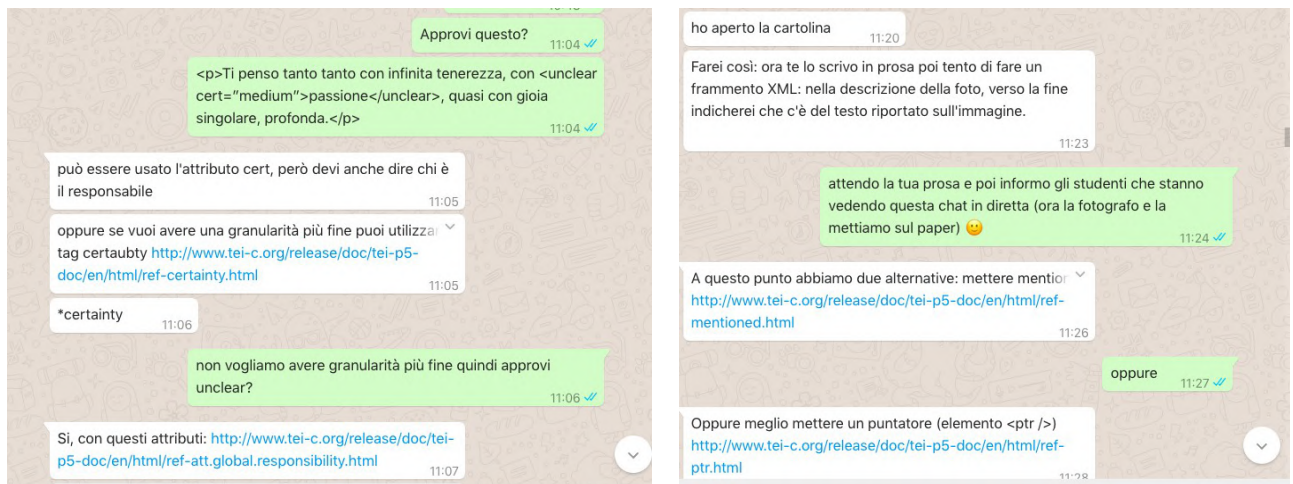 Approvi questo?
11:04
<p>Ti penso tanto tanto con infinita tenerezza, con <unclear
cert="medium">passione</unclear>, quasi con gioia
singolare, profonda.</p>
11:04
può essere usato l'attributo cert, però devi anche dire chi è
il responsabile
11:05
oppure se vuoi avere una granularità più fine puoi utilizza
tag certaubty http://www.tei-c.org/release/doc/tei-p5-
doc/en/html/ref-certainty.html
11:05
*certainty
11:06
non vogliamo avere granularità più fine quindi approvi
unclear?
11:06
Si, con questi attributi: http://www.tei-c.org/release/doc/tei-
p5-doc/en/html/ref-att.global.responsibility.html
11:07
ho aperto la cartolina
11:20
Farei così: ora te lo scrivo in prosa poi tento di fare un
frammento XML: nella descrizione della foto, verso la fine
indicherei che c'è del testo riportato sull'immagine.
11:23
attendo la tua prosa e poi informo gli studenti che stanno
vedendo questa chat in diretta (ora la fotografo e la
mettiamo sul paper) 🙂
11:24
A questo punto abbiamo due alternative: mettere mention
http://www.tei-c.org/release/doc/tei-p5-doc/en/html/ref-
mentioned.html
11:26
oppure
11:27
Oppure meglio mettere un puntatore (elemento <ptr />)
http://www.tei-c.org/release/doc/tei-p5-doc/en/html/ref-
ptr.html
11:28